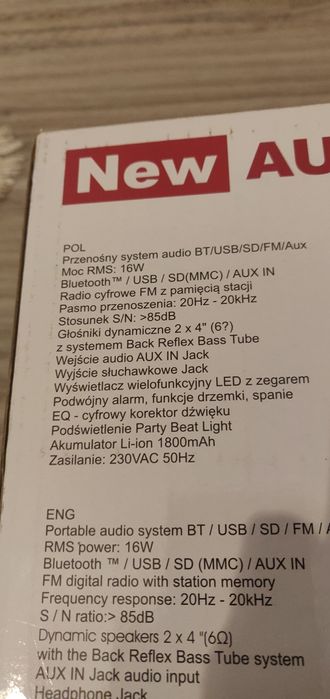 New AU
POL
Przenośny system audio BT/USB/SD/FM/Aux
Moc RMS: 16W
Bluetooth™ / USB / SD(MMC) / AUX IN
Radio cyfrowe FM z pamięcią stacji
Pasmo przenoszenia: 20Hz - 20kHz
Stosunek S/N: >85dB
Głośniki dynamiczne 2 x 4" (6?)
z systemem Back Reflex Bass Tube
Wejście audio AUX IN Jack
Wyjście słuchawkowe Jack
Wyświetlacz wielofunkcyjny LED z zegarem
Podwójny alarm, funkcje drzemki, spanie
EQ - cyfrowy korektor dźwięku
Podświetlenie Party Beat Light
Akumulator Li-ion 1800mAh
Zasilanie: 230VAC 50Hz
ENG
Portable audio system BT / USB / SD / FM /
RMS power: 16W
Bluetooth ™ / USB / SD (MMC) / AUX IN
FM digital radio with station memory
Frequency response: 20Hz - 20kHz
S / N ratio:> 85dB
Dynamic speakers 2 x 4 "(6Ω)
with the Back Reflex Bass Tube system
AUX IN Jack audio input
Headphone Jack